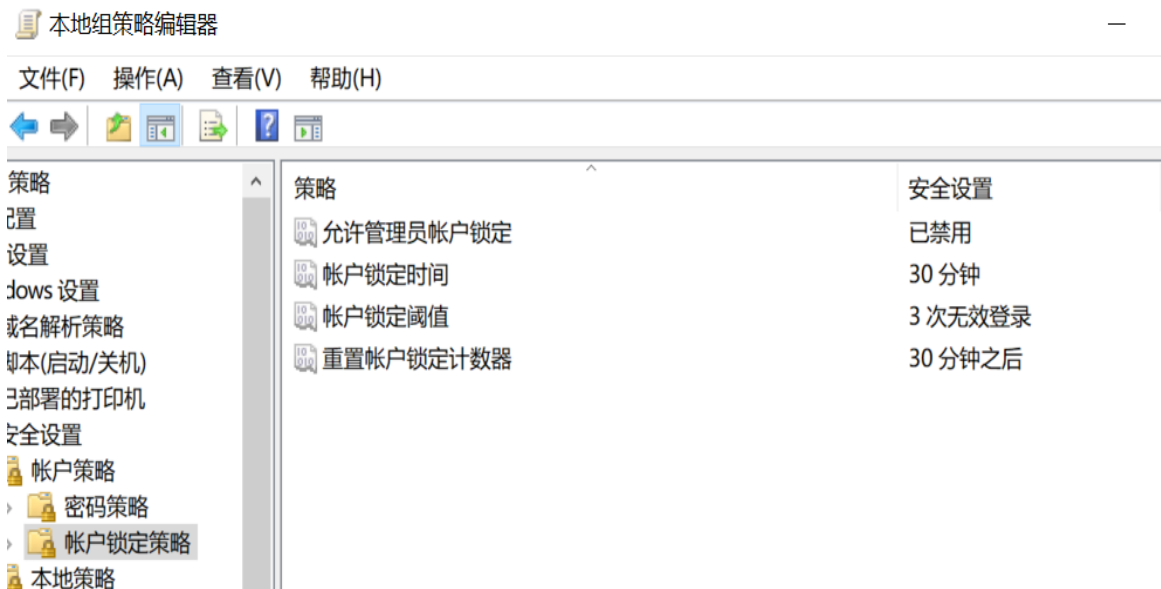 本地组策略编辑器
文件(F) 操作(A) 查看(V) 帮助(H)
策略
置
设置
dows 设置
域名解析策略
脚本(启动/关机)
已部署的打印机
安全设置
帐户策略
密码策略
帐户锁定策略
本地策略
策略 安全设置
允许管理员帐户锁定 已禁用
帐户锁定时间 30 分钟
帐户锁定阈值 3 次无效登录
重置帐户锁定计数器 30 分钟之后